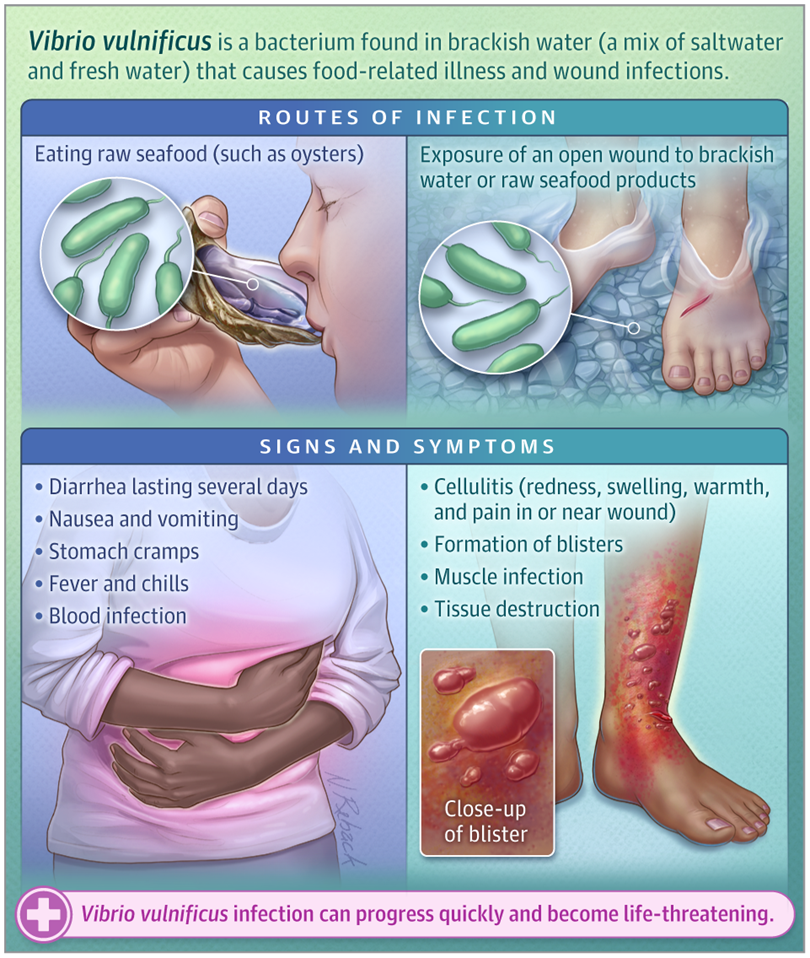 Vibrio vulnificus is a bacterium found in brackish water (a mix of saltwater
and fresh water) that causes food-related illness and wound infections.
ROUTES OF INFECTION
Eating raw seafood (such as oysters)
Exposure of an open wound to brackish
water or raw seafood products
SIGNS AND SYMPTOMS
• Diarrhea lasting several days
• Nausea and vomiting
• Stomach cramps
• Fever and chills
• Blood infection
• Cellulitis (redness, swelling, warmth,
and pain in or near wound)
• Formation of blisters
• Muscle infection
• Tissue destruction
Close-up
of blister
N Reback
Vibrio vulnificus infection can progress quickly and become life-threatening.